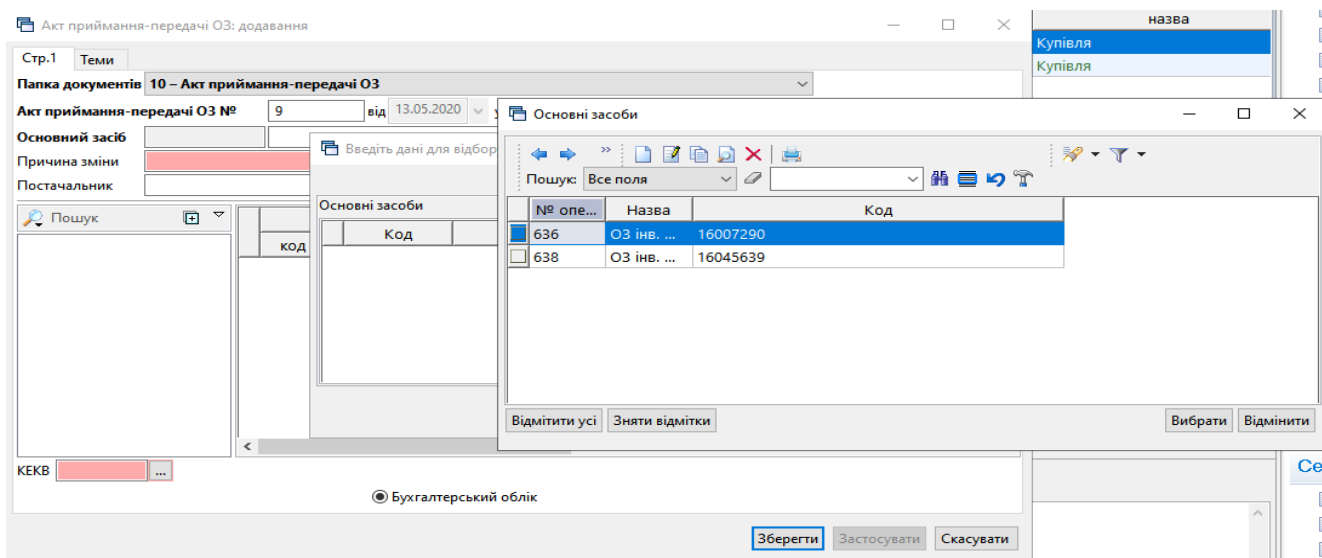 Акт приймання-передачі ОЗ: додавання
назва
Купівля
Купівля
Стр.1 Теми
Папка документів 10 – Акт приймання-передачі ОЗ
Акт приймання-передачі ОЗ № 9 від 13.05.2020
Основний засіб
Причина зміни
Постачальник
Пошук
код
Введіть дані для відбор
Основні засоби
Код
Основні засоби
Пошук: Все поля
№ опе... Назва Код
636 ОЗ інв. ... 16007290
638 ОЗ інв. ... 16045639
Відмітити усі Зняти відмітки Вибрати Відмінити
КЕКВ ...
Се
Бухгалтерський облік
Зберегти Застосувати Скасувати